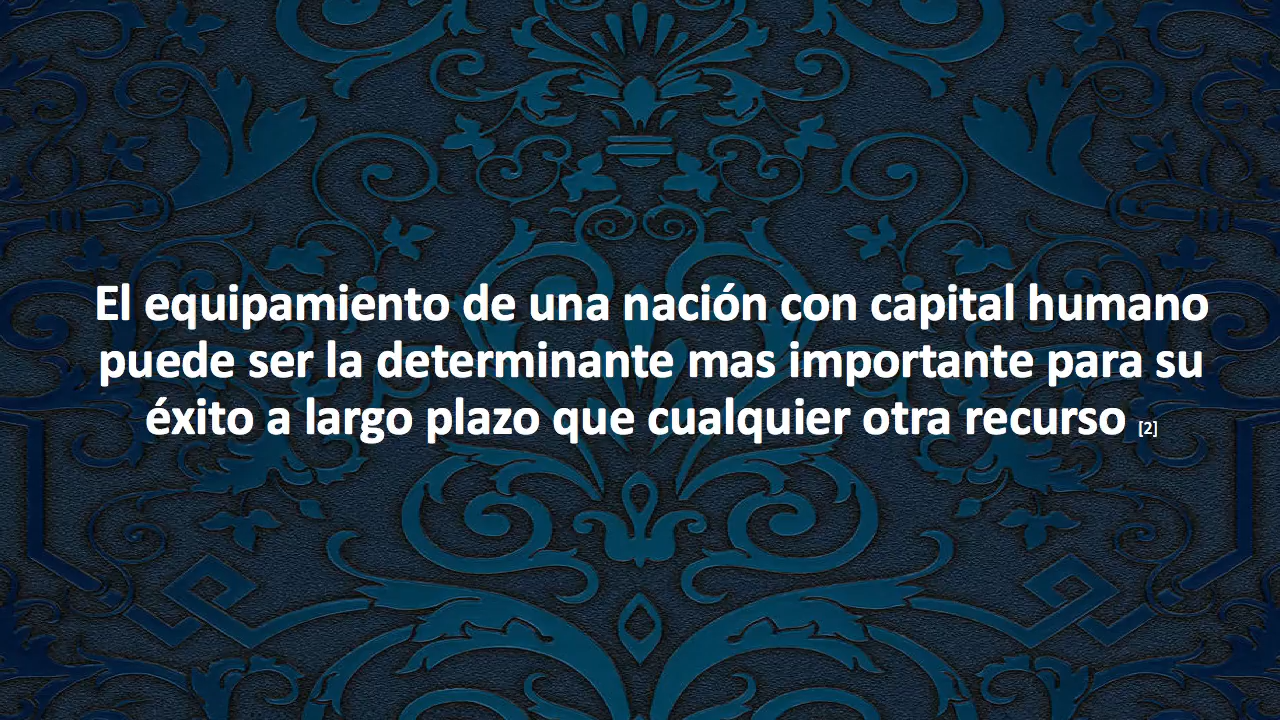 El equipamiento de una nación con capital humano
puede ser la determinante mas importante para su
éxito a largo plazo que cualquier otra recurso [2]